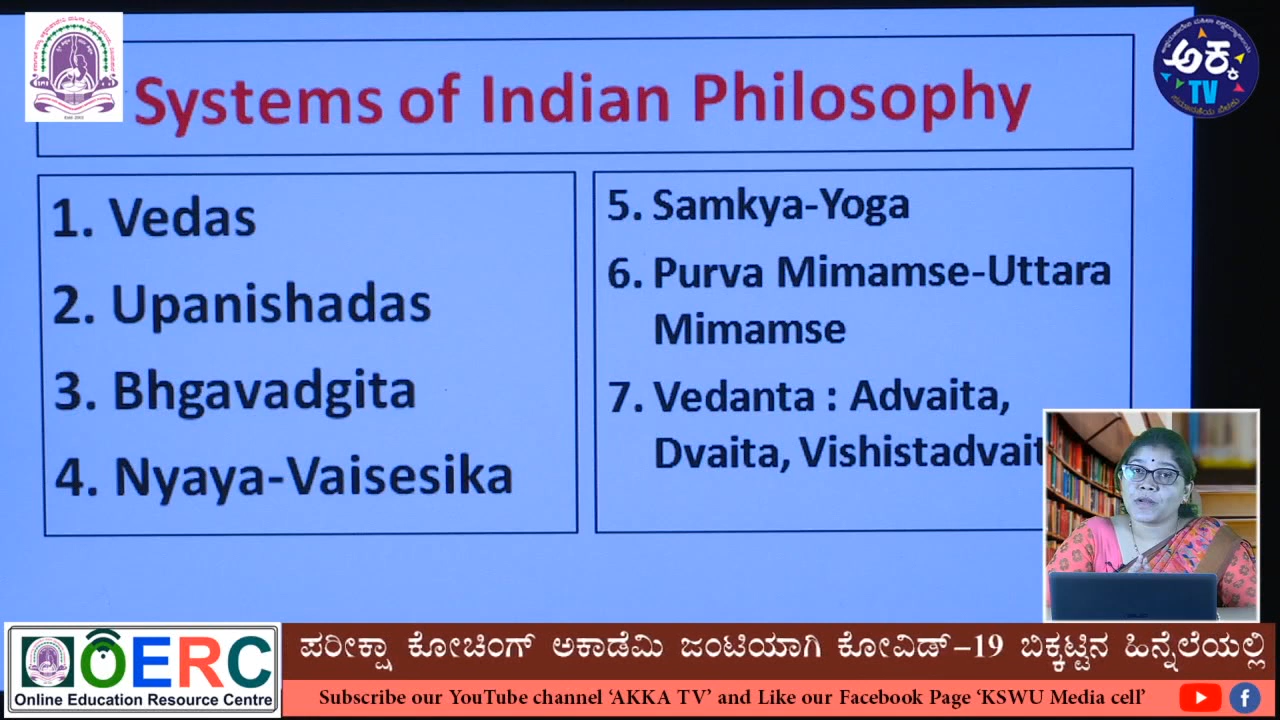 Systems of Indian Philosophy
ಅಕ್ಕ
TV
1. Vedas
2. Upanishadas
3. Bhgavadgita
4. Nyaya-Vaisesika
5. Samkya-Yoga
6. Purva Mimamse-Uttara
Mimamse
7. Vedanta : Advaita,
Dvaita, Vishistadvait
OERC
Online Education Resource Centre
ಪರೀಕ್ಷಾ ಕೋಚಿಂಗ್ ಅಕಾಡೆಮಿ ಜಂಟಿಯಾಗಿ ಕೋವಿಡ್-19 ಬಿಕ್ಕಟ್ಟಿನ ಹಿನ್ನೆಲೆಯಲ್ಲಿ
Subscribe our YouTube channel ‘AKKA TV’ and Like our Facebook Page ‘KSWU Media cell’